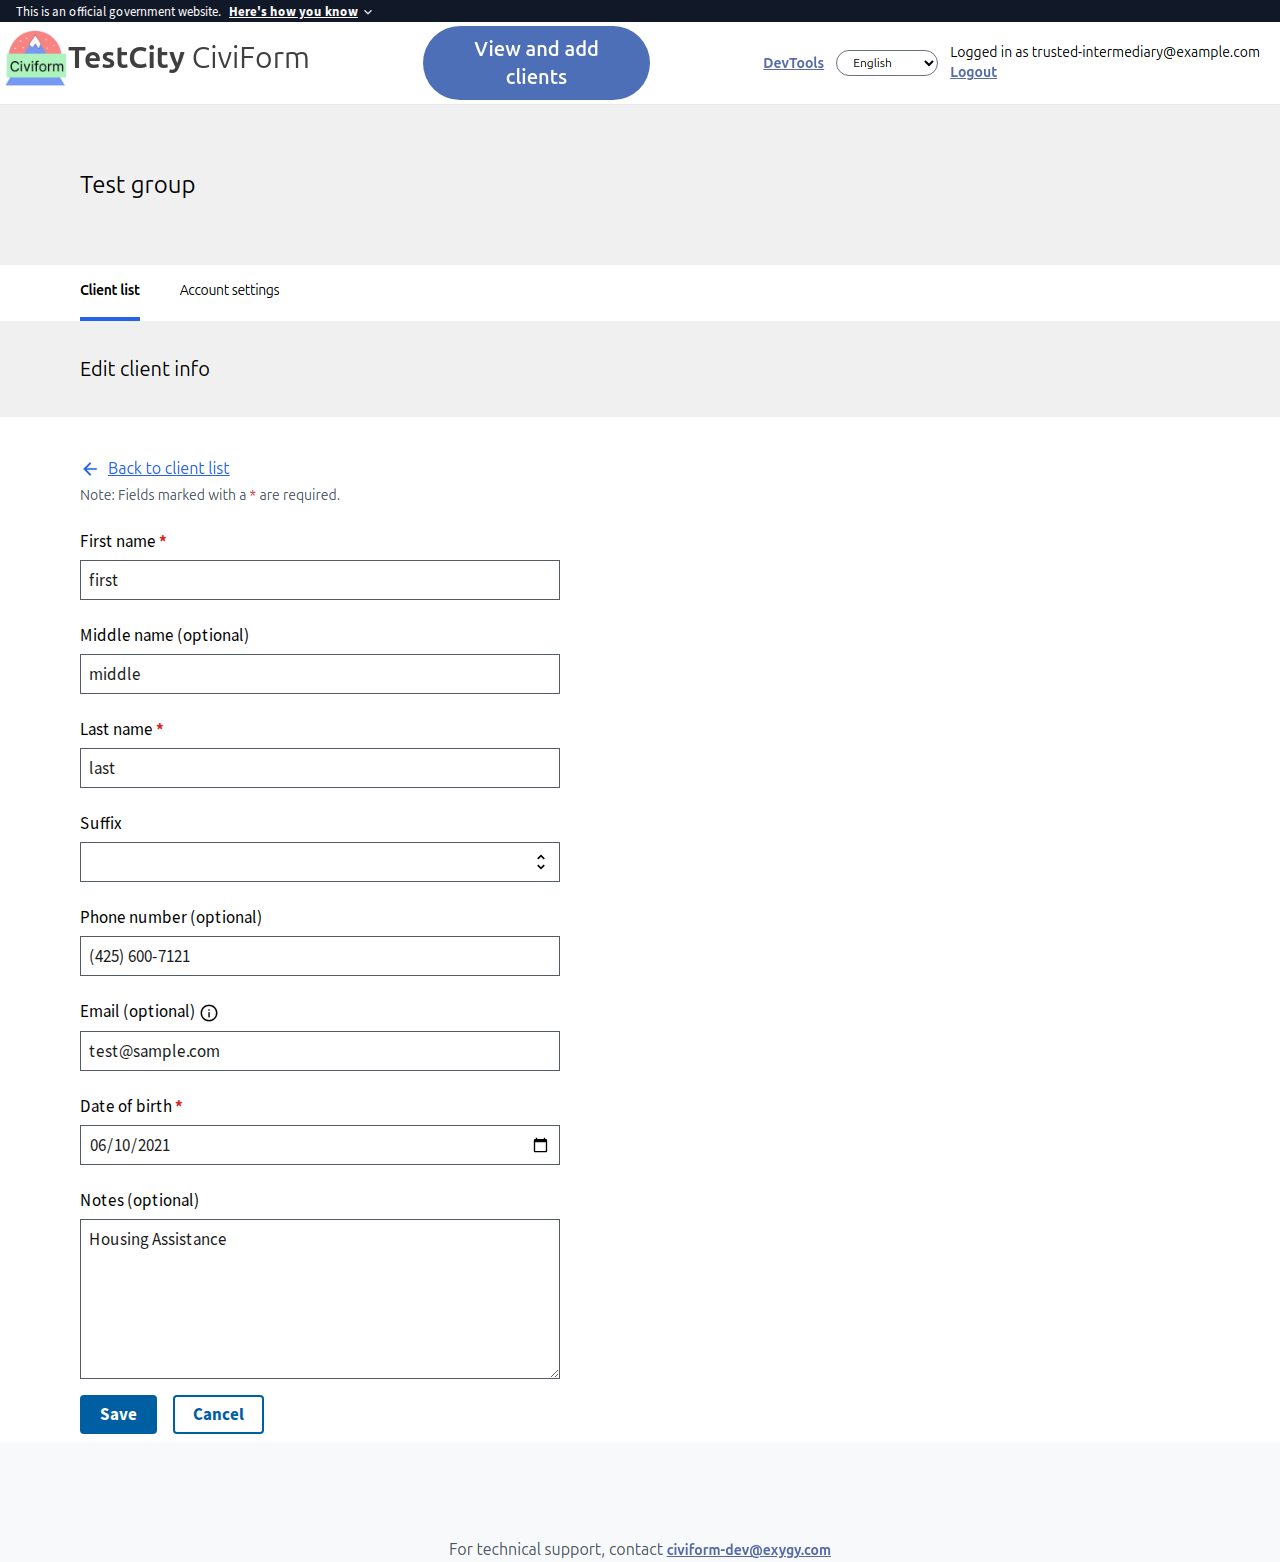 This is an official government website. Here's how you know
Civiform
TestCity CiviForm
View and add
clients
DevTools
English
Logged in as trusted-intermediary@example.com
Logout
Test group
Client list
Account settings
Edit client info
Back to client list
Note: Fields marked with a * are required.
First name *
first
Middle name (optional)
middle
Last name *
last
Suffix
Phone number (optional)
(425) 600-7121
Email (optional)
test@sample.com
Date of birth *
06/10/2021
Notes (optional)
Housing Assistance
Save
Cancel
For technical support, contact civiform-dev@exygy.com